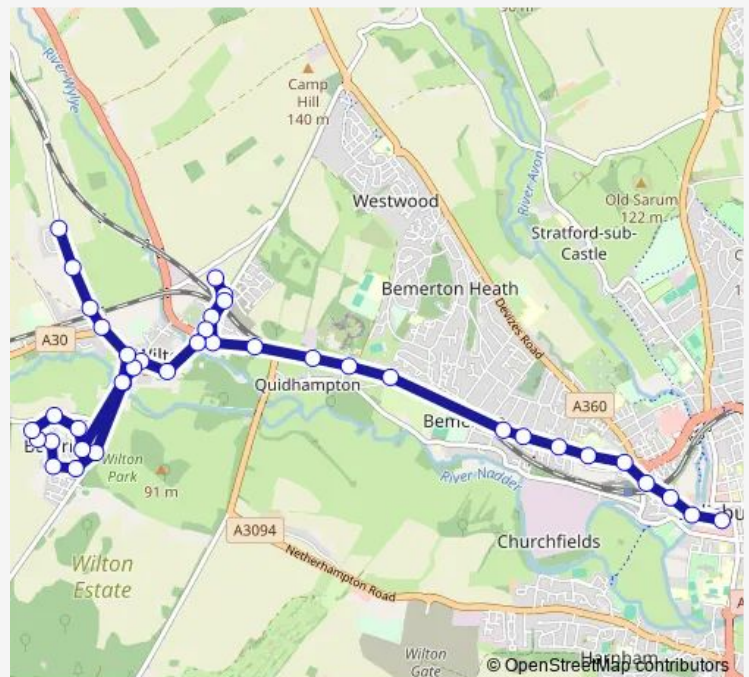 River Wylye
Camp
Hill
140 m
Westwood
River Avon
Old Sarum
122 m
Stratford-sub-
Castle
Bemerton Heath
Devizes Road
A30
Quidhampton
A360
Wilton
Park
91 m
River Nadder
A3094
Churchfields
Netherhampton Road
Wilton
Estate
Wilton
Gate
Harnham
© OpenStreetMap contributors